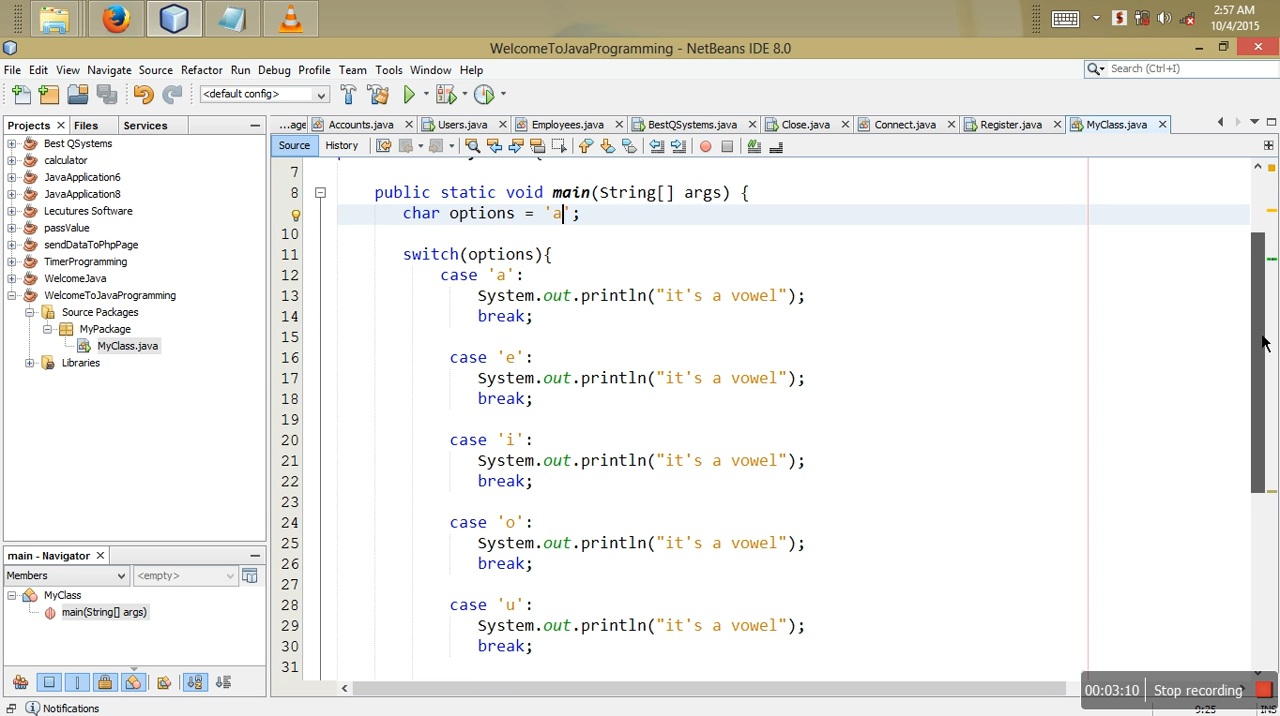 2:57 AM
10/4/2015
WelcomeToJavaProgramming - NetBeans IDE 8.0
File Edit View Navigate Source Refactor Run Debug Profile Team Tools Window Help
Search (Ctrl+I)
<default config>
Projects Files Services
...age Accounts.java Users.java Employees.java BestQSystems.java Close.java Connect.java Register.java MyClass.java
Source History
Best QSystems
calculator
JavaApplication6
JavaApplication8
Lecutures Software
passValue
sendDataToPhpPage
TimerProgramming
WelcomeJava
WelcomeToJavaProgramming
Source Packages
MyPackage
MyClass.java
Libraries
7
8 public static void main(String[] args) {
char options = 'a';
10
11 switch(options){
12 case 'a':
13 System.out.println("it's a vowel");
14 break;
15
16 case 'e':
17 System.out.println("it's a vowel");
18 break;
19
20 case 'i':
21 System.out.println("it's a vowel");
22 break;
23
24 case 'o':
25 System.out.println("it's a vowel");
26 break;
27
28 case 'u':
29 System.out.println("it's a vowel");
30 break;
31
main - Navigator
Members <empty>
MyClass
main(String[] args)
00:03:10 Stop recording
Notifications
9:25 INS